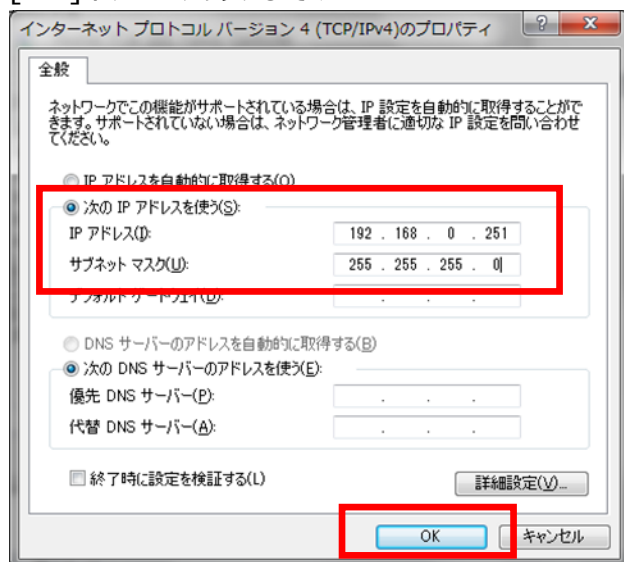 インターネット プロトコル バージョン 4 (TCP/IPv4)のプロパティ
全般
ネットワークでこの機能がサポートされている場合は、IP 設定を自動的に取得することがで
きます。サポートされていない場合は、ネットワーク管理者に適切な IP 設定を問い合わせ
てください。
IP アドレスを自動的に取得する(O)
次の IP アドレスを使う(S):
IP アドレス(I): 192 . 168 . 0 . 251
サブネット マスク(U): 255 . 255 . 255 . 0
デフォルト ゲートウェイ(D): . . .
DNS サーバーのアドレスを自動的に取得する(B)
次の DNS サーバーのアドレスを使う(E):
優先 DNS サーバー(P): . . .
代替 DNS サーバー(A): . . .
終了時に設定を検証する(L)
詳細設定(V)...
OK キャンセル